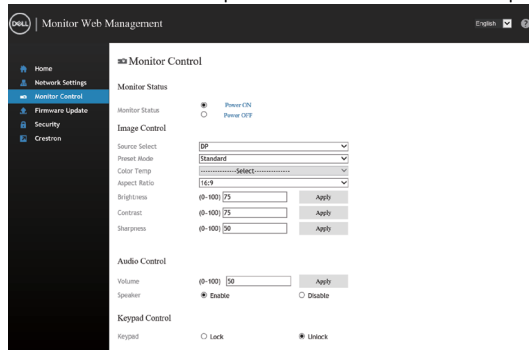 DELL | Monitor Web Management
English
Home
Network Settings
Monitor Control
Firmware Update
Security
Crestron
Monitor Control
Monitor Status
Monitor Status Power ON
Power OFF
Image Control
Source Select DP
Preset Mode Standard
Color Temp --------------Select--------------
Aspect Ratio 16:9
Brightness (0~100) 75 Apply
Contrast (0~100) 75 Apply
Sharpness (0~100) 50 Apply
Audio Control
Volume (0~100) 50 Apply
Speaker Enable Disable
Keypad Control
Keypad Lock Unlock